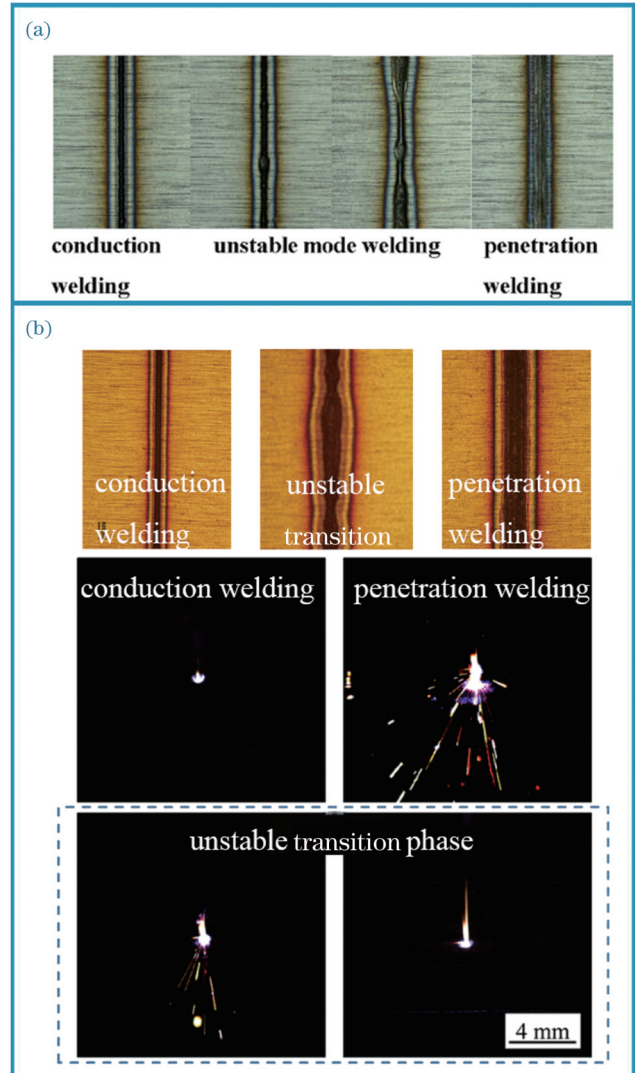 (a)
conduction unstable mode welding penetration
welding welding
(b)
conduction unstable penetration
welding transition welding
conduction welding penetration welding
unstable transition phase
4 mm